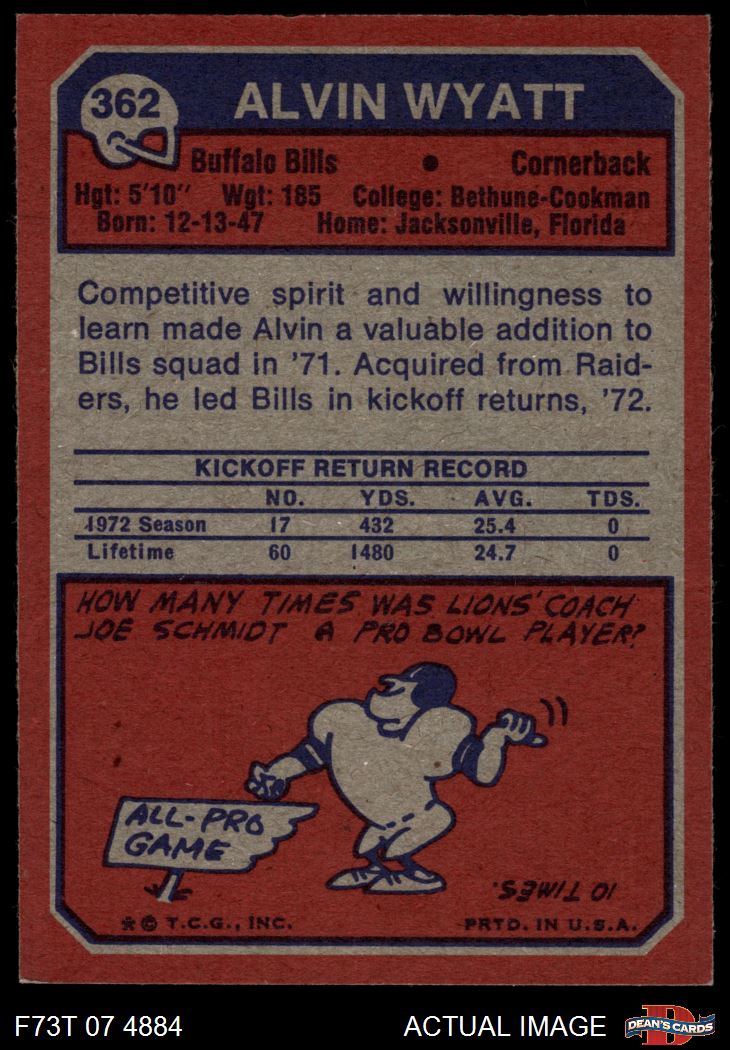 362
ALVIN WYATT
Buffalo Bills • Cornerback
Hgt: 5'10" Wgt: 185 College: Bethune-Cookman
Born: 12-13-47 Home: Jacksonville, Florida
Competitive spirit and willingness to
learn made Alvin a valuable addition to
Bills squad in '71. Acquired from Raid-
ers, he led Bills in kickoff returns, '72.
KICKOFF RETURN RECORD
NO. YDS. AVG. TDS.
1972 Season 17 432 25.4 0
Lifetime 60 1480 24.7 0
HOW MANY TIMES WAS LIONS' COACH
JOE SCHMIDT A PRO BOWL PLAYER?
ALL-PRO
GAME
10 TIMES.
* © T.C.G., INC. PRTD. IN U.S.A.
F73T 07 4884 ACTUAL IMAGE
DEAN'S CARDS